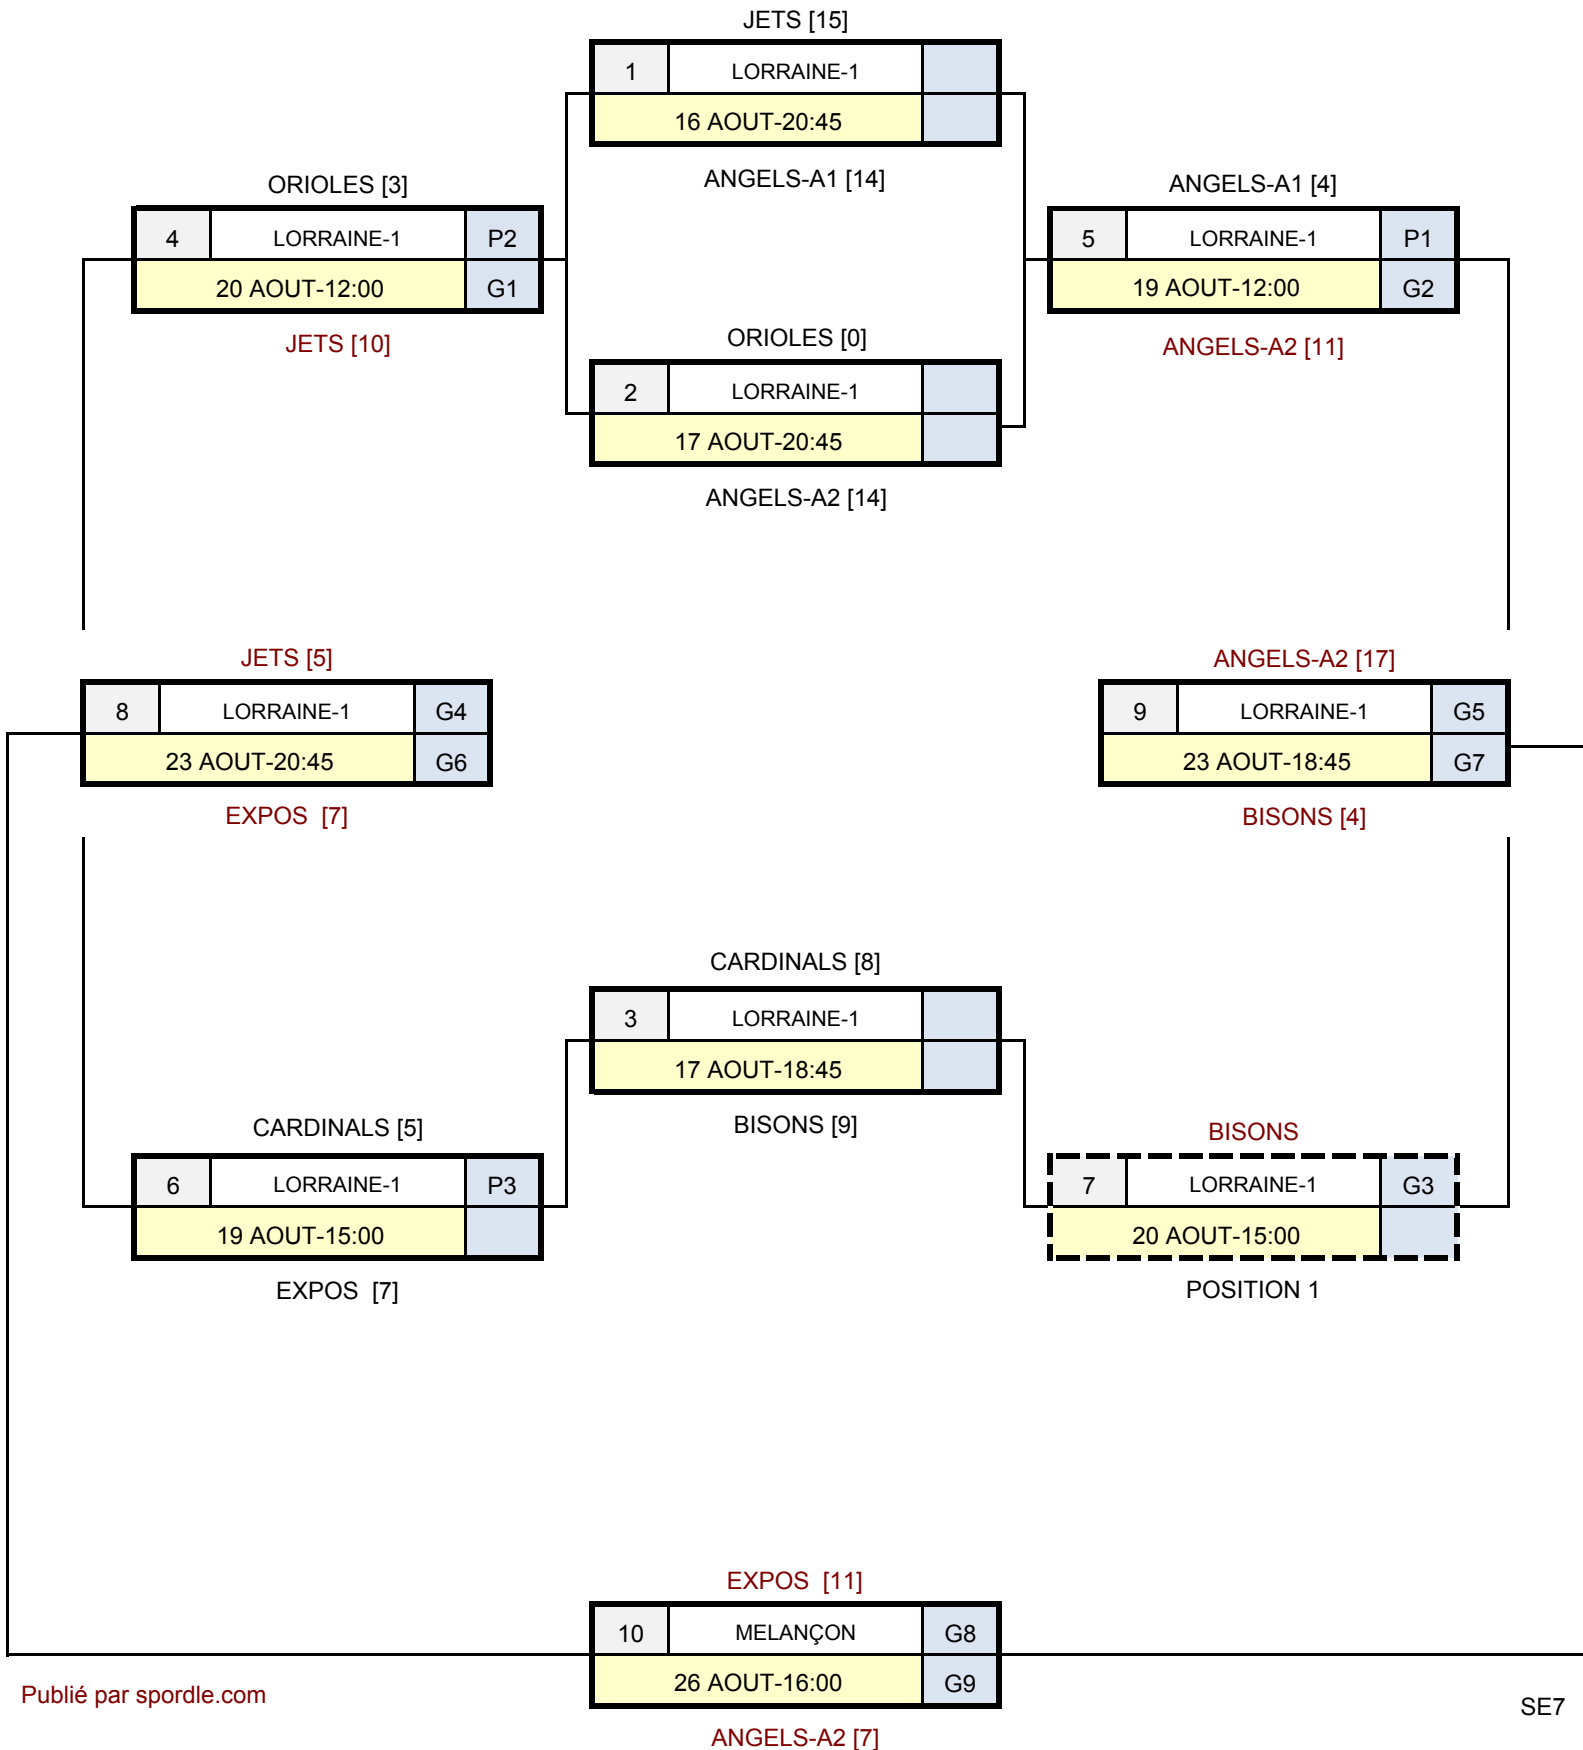 JETS [15]
1 LORRAINE-1
16 AOUT-20:45
ANGELS-A1 [14]
ORIOLES [3]
4 LORRAINE-1 P2
20 AOUT-12:00 G1
JETS [10]
ANGELS-A1 [4]
5 LORRAINE-1 P1
19 AOUT-12:00 G2
ANGELS-A2 [11]
ORIOLES [0]
2 LORRAINE-1
17 AOUT-20:45
ANGELS-A2 [14]
JETS [5]
8 LORRAINE-1 G4
23 AOUT-20:45 G6
EXPOS [7]
ANGELS-A2 [17]
9 LORRAINE-1 G5
23 AOUT-18:45 G7
BISONS [4]
CARDINALS [8]
3 LORRAINE-1
17 AOUT-18:45
BISONS [9]
CARDINALS [5]
6 LORRAINE-1 P3
19 AOUT-15:00
EXPOS [7]
BISONS
7 LORRAINE-1 G3
20 AOUT-15:00
POSITION 1
EXPOS [11]
10 MELANÇON G8
26 AOUT-16:00 G9
ANGELS-A2 [7]
Publié par spordle.com
SE7